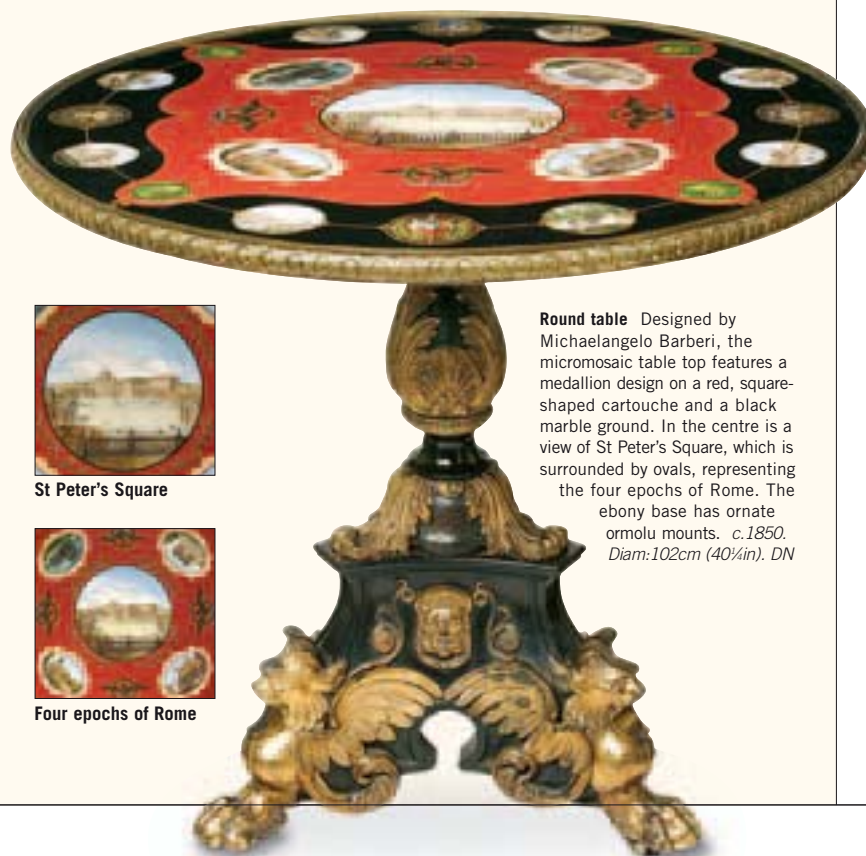 St Peter's Square
Four epochs of Rome
Round table Designed by
Michaelangelo Barberi, the
micromosaic table top features a
medallion design on a red, square-
shaped cartouche and a black
marble ground. In the centre is a
view of St Peter's Square, which is
surrounded by ovals, representing
the four epochs of Rome. The
ebony base has ornate
ormolu mounts. c.1850.
Diam:102cm (40¼in). DN